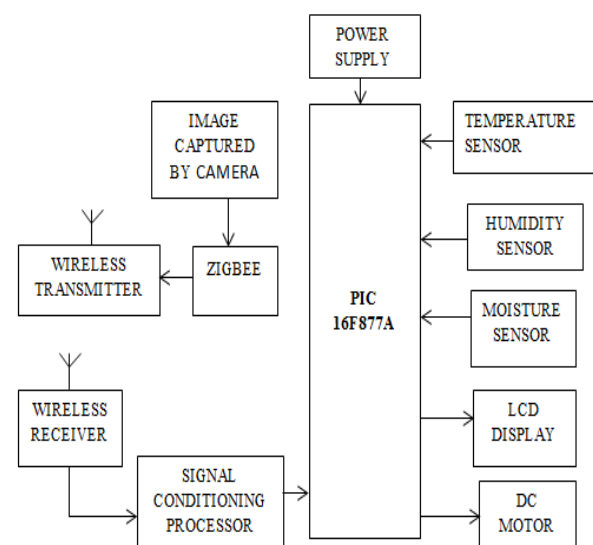 POWER
SUPPLY
IMAGE
CAPTURED
BY CAMERA
TEMPERATURE
SENSOR
HUMIDITY
SENSOR
WIRELESS
TRANSMITTER
ZIGBEE
PIC
16F877A
MOISTURE
SENSOR
WIRELESS
RECEIVER
LCD
DISPLAY
SIGNAL
CONDITIONING
PROCESSOR
DC
MOTOR